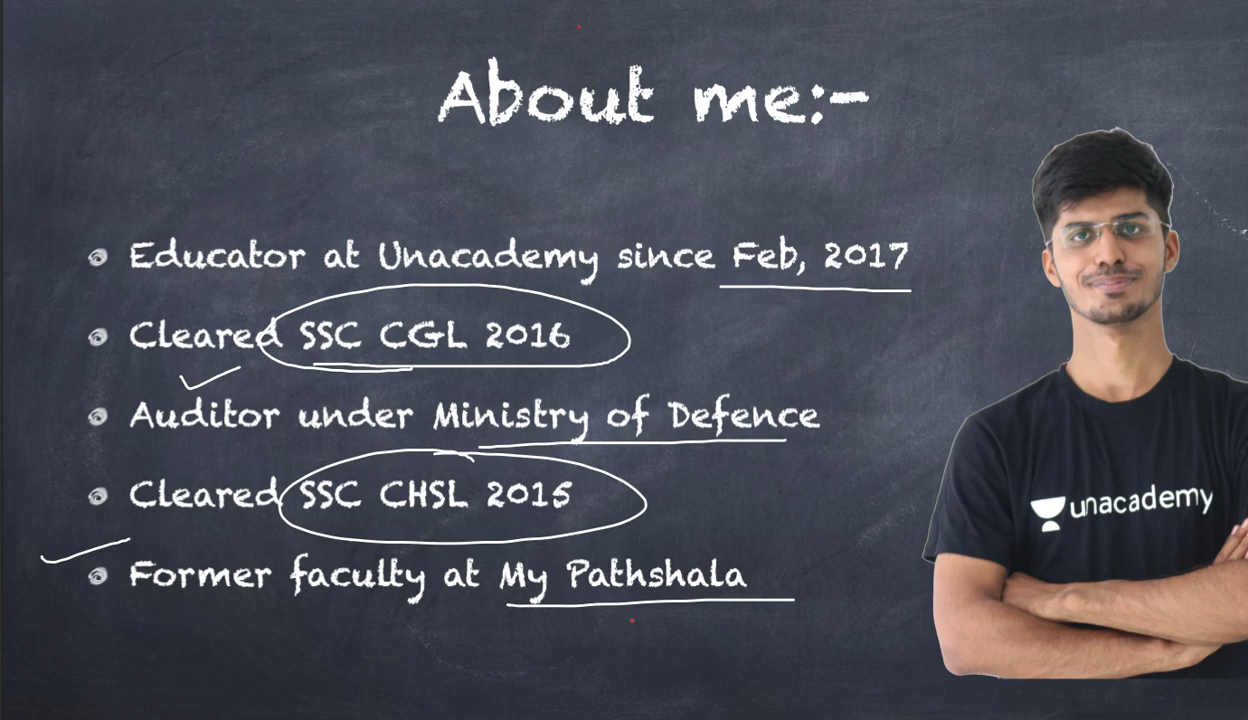 About me:-
Educator at Unacademy since Feb, 2017
Cleared SSC CGL 2016
Auditor under Ministry of Defence
Cleared SSC CHSL 2015
Former faculty at My Pathshala
unacademy